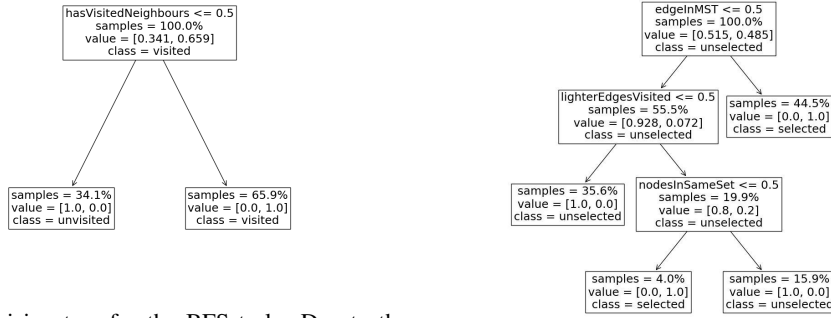 hasVisitedNeighbours <= 0.5
samples = 100.0%
value = [0.341, 0.659]
class = visited
samples = 34.1%
value = [1.0, 0.0]
class = unvisited
samples = 65.9%
value = [0.0, 1.0]
class = visited
edgeInMST <= 0.5
samples = 100.0%
value = [0.515, 0.485]
class = unselected
lighterEdgesVisited <= 0.5
samples = 55.5%
value = [0.928, 0.072]
class = unselected
samples = 44.5%
value = [0.0, 1.0]
class = selected
samples = 35.6%
value = [1.0, 0.0]
class = unselected
nodesInSameSet <= 0.5
samples = 19.9%
value = [0.8, 0.2]
class = unselected
samples = 4.0%
value = [0.0, 1.0]
class = selected
samples = 15.9%
value = [1.0, 0.0]
class = unselected